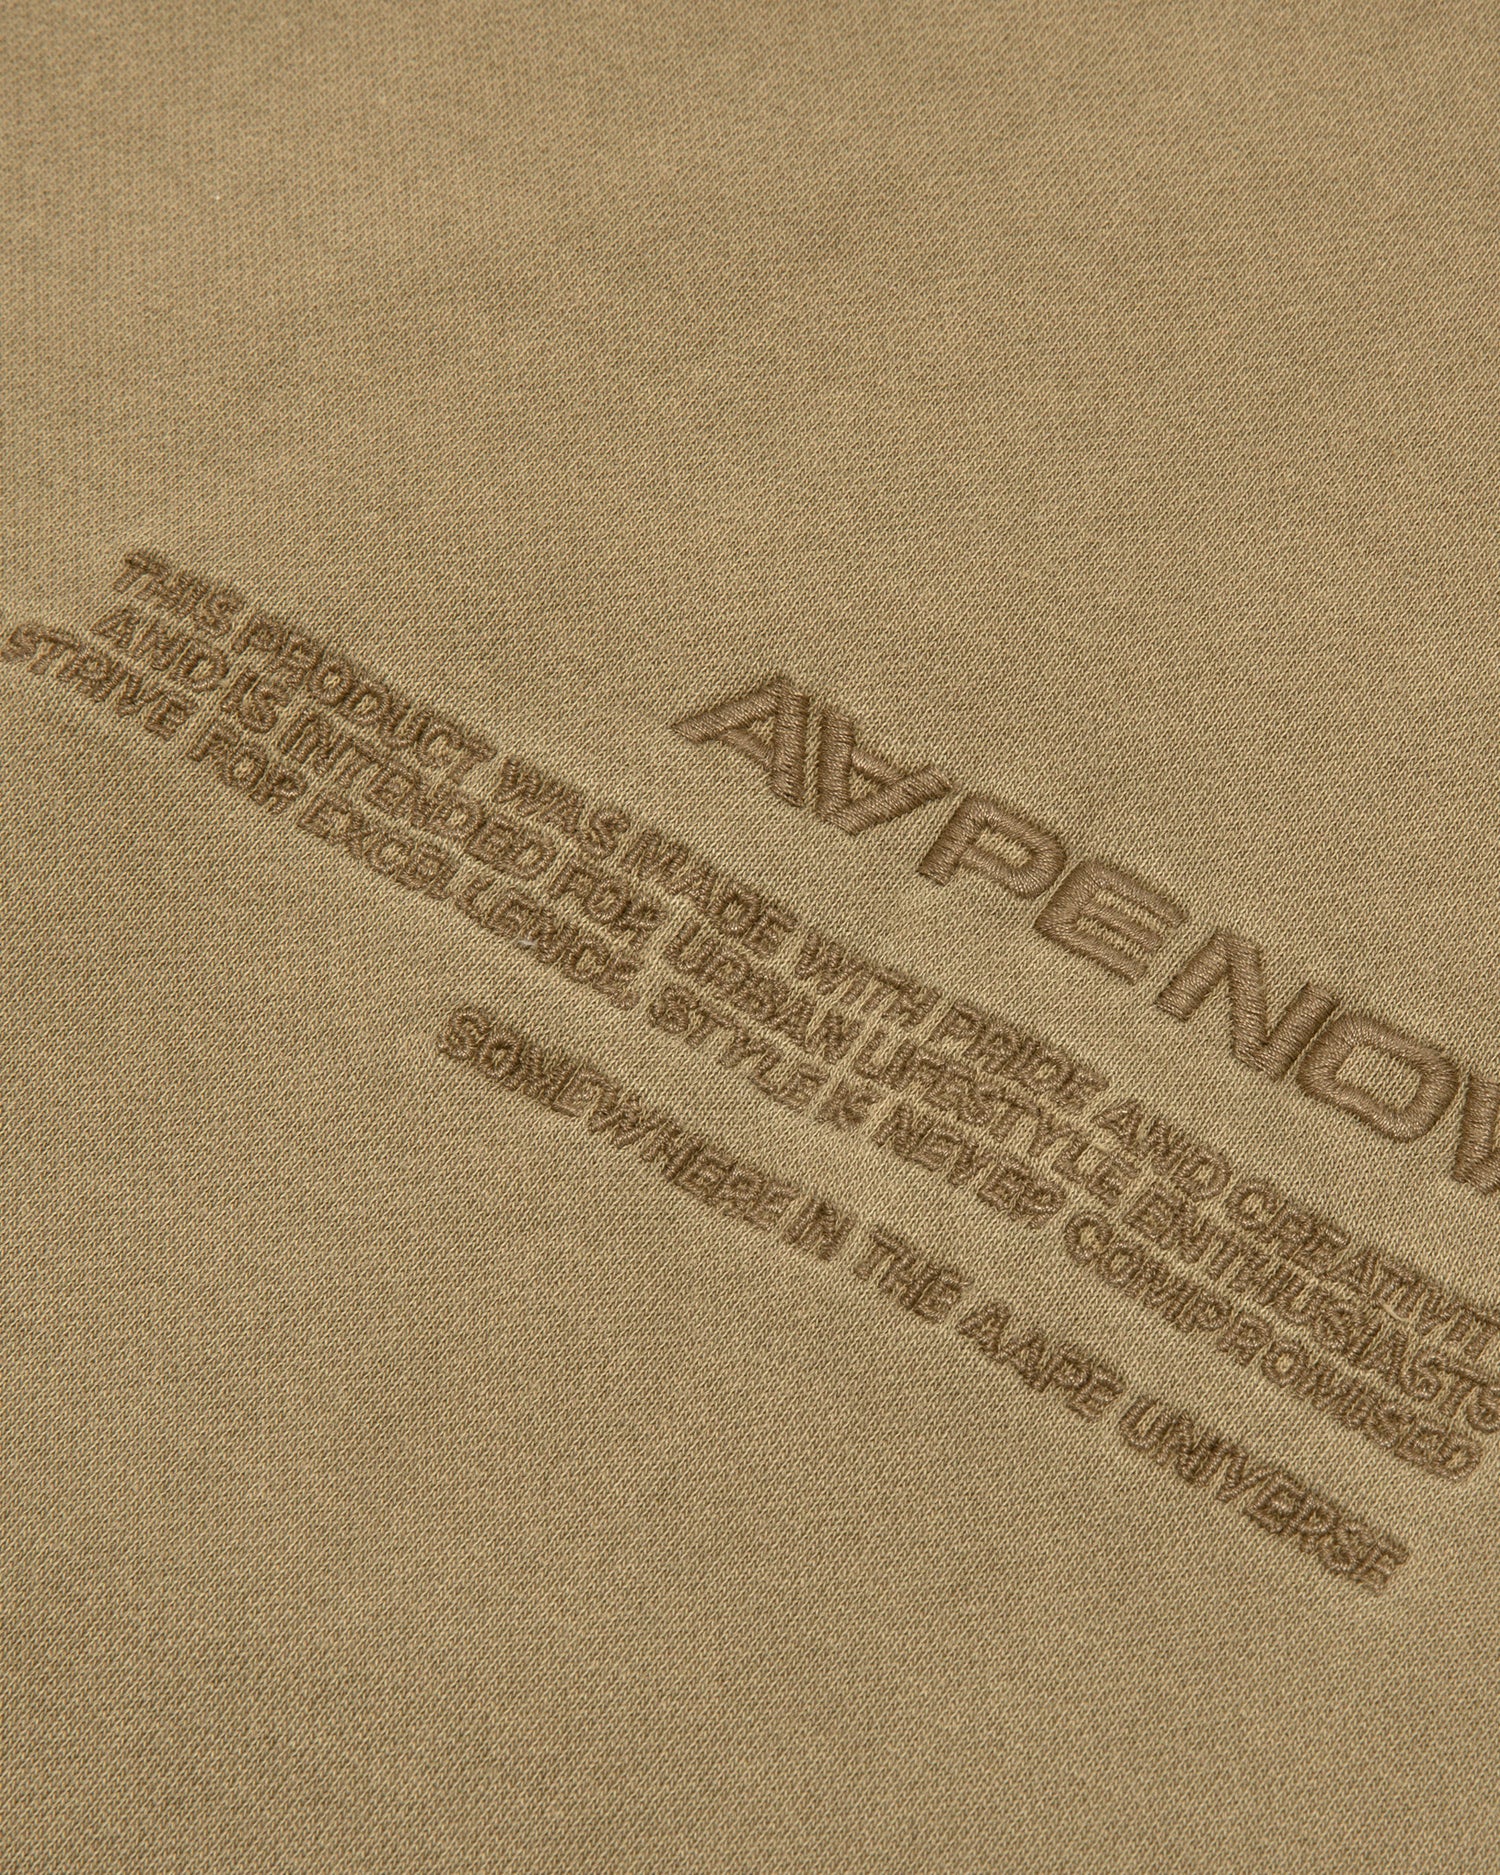 AAPE NOW
THIS PRODUCT WAS MADE WITH PRIDE AND CREATIVIT
AND IS INTENDED FOR URBAN LIFESTYLE ENTHUSIASTS
STRIVE FOR EXCELLENCE, STYLE IS NEVER COMPROMISED
SOMEWHERE IN THE AAPE UNIVERSE